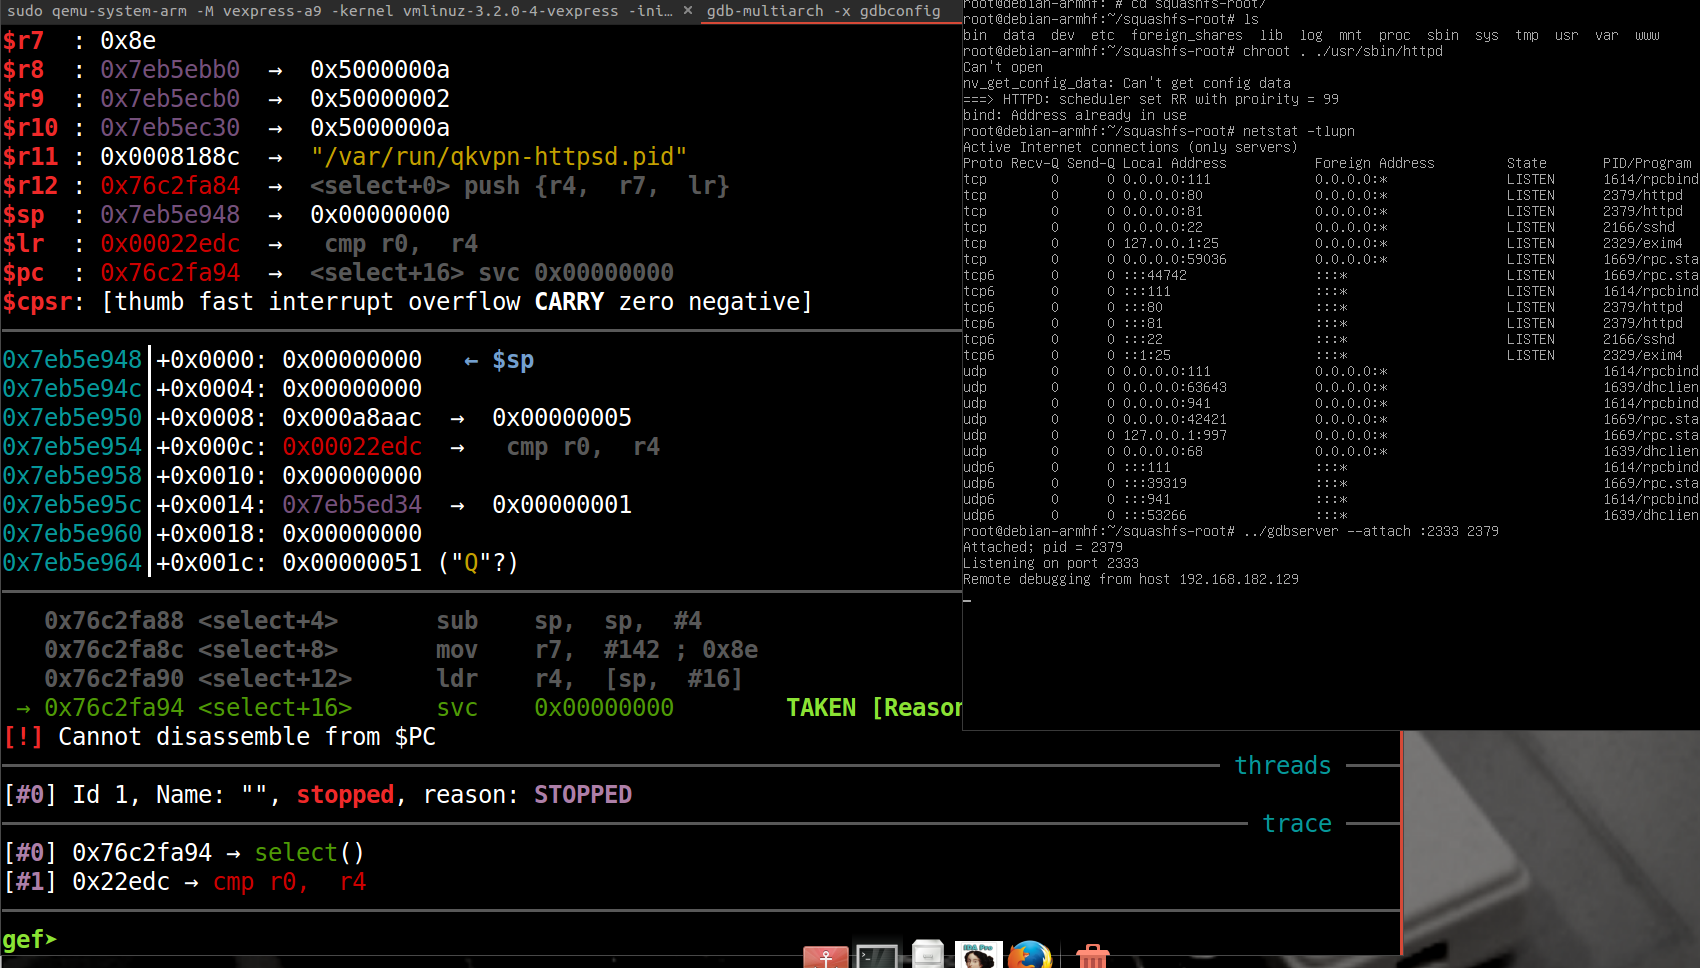 sudo qemu-system-arm -M vexpress-a9 -kernel vmlinuz-3.2.0-4-vexpress -ini… ×
gdb-multiarch -x gdbconfig
$r7  : 0x8e
$r8  : 0x7eb5ebb0  →  0x5000000a
$r9  : 0x7eb5ecb0  →  0x50000002
$r10 : 0x7eb5ec30  →  0x5000000a
$r11 : 0x0008188c  →  "/var/run/qkvpn-httpsd.pid"
$r12 : 0x76c2fa84  →  <select+0> push {r4,  r7,  lr}
$sp  : 0x7eb5e948  →  0x00000000
$lr  : 0x00022edc  →   cmp r0,  r4
$pc  : 0x76c2fa94  →  <select+16> svc 0x00000000
$cpsr: [thumb fast interrupt overflow CARRY zero negative]
0x7eb5e948│+0x0000: 0x00000000   ← $sp
0x7eb5e94c│+0x0004: 0x00000000
0x7eb5e950│+0x0008: 0x000a8aac  →  0x00000005
0x7eb5e954│+0x000c: 0x00022edc  →   cmp r0,  r4
0x7eb5e958│+0x0010: 0x00000000
0x7eb5e95c│+0x0014: 0x7eb5ed34  →  0x00000001
0x7eb5e960│+0x0018: 0x00000000
0x7eb5e964│+0x001c: 0x00000051 ("Q"?)
0x76c2fa88 <select+4>       sub    sp,  sp,  #4
0x76c2fa8c <select+8>       mov    r7,  #142 ; 0x8e
0x76c2fa90 <select+12>      ldr    r4,  [sp,  #16]
→ 0x76c2fa94 <select+16>      svc    0x00000000        TAKEN [Reason
[!] Cannot disassemble from $PC
threads
[#0] Id 1, Name: "", stopped, reason: STOPPED
trace
[#0] 0x76c2fa94 → select()
[#1] 0x22edc → cmp r0,  r4
gef➤
root@debian-armhf:~# cd squashfs-root/
root@debian-armhf:~/squashfs-root# ls
bin  data  dev  etc  foreign_shares  lib  log  mnt  proc  sbin  sys  tmp  usr  var  www
root@debian-armhf:~/squashfs-root# chroot . ./usr/sbin/httpd
Can't open
nv_get_config_data: Can't get config data
===> HTTPD: scheduler set RR with proirity = 99
bind: Address already in use
root@debian-armhf:~/squashfs-root# netstat -tlupn
Active Internet connections (only servers)
Proto Recv-Q Send-Q Local Address           Foreign Address         State       PID/Program
tcp        0      0 0.0.0.0:111             0.0.0.0:*               LISTEN      1614/rpcbind
tcp        0      0 0.0.0.0:80              0.0.0.0:*               LISTEN      2379/httpd
tcp        0      0 0.0.0.0:81              0.0.0.0:*               LISTEN      2379/httpd
tcp        0      0 0.0.0.0:22              0.0.0.0:*               LISTEN      2166/sshd
tcp        0      0 127.0.0.1:25            0.0.0.0:*               LISTEN      2329/exim4
tcp        0      0 0.0.0.0:59036           0.0.0.0:*               LISTEN      1669/rpc.sta
tcp6       0      0 :::44742                :::*                    LISTEN      1669/rpc.sta
tcp6       0      0 :::111                  :::*                    LISTEN      1614/rpcbind
tcp6       0      0 :::80                   :::*                    LISTEN      2379/httpd
tcp6       0      0 :::81                   :::*                    LISTEN      2379/httpd
tcp6       0      0 :::22                   :::*                    LISTEN      2166/sshd
tcp6       0      0 ::1:25                  :::*                    LISTEN      2329/exim4
udp        0      0 0.0.0.0:111             0.0.0.0:*                           1614/rpcbind
udp        0      0 0.0.0.0:63643           0.0.0.0:*                           1639/dhclien
udp        0      0 0.0.0.0:941             0.0.0.0:*                           1614/rpcbind
udp        0      0 0.0.0.0:42421           0.0.0.0:*                           1669/rpc.sta
udp        0      0 127.0.0.1:997           0.0.0.0:*                           1669/rpc.sta
udp        0      0 0.0.0.0:68              0.0.0.0:*                           1639/dhclien
udp6       0      0 :::111                  :::*                                1614/rpcbind
udp6       0      0 :::39319                :::*                                1669/rpc.sta
udp6       0      0 :::941                  :::*                                1614/rpcbind
udp6       0      0 :::53266                :::*                                1639/dhclien
root@debian-armhf:~/squashfs-root# ../gdbserver --attach :2333 2379
Attached; pid = 2379
Listening on port 2333
Remote debugging from host 192.168.182.129
IDA Pro